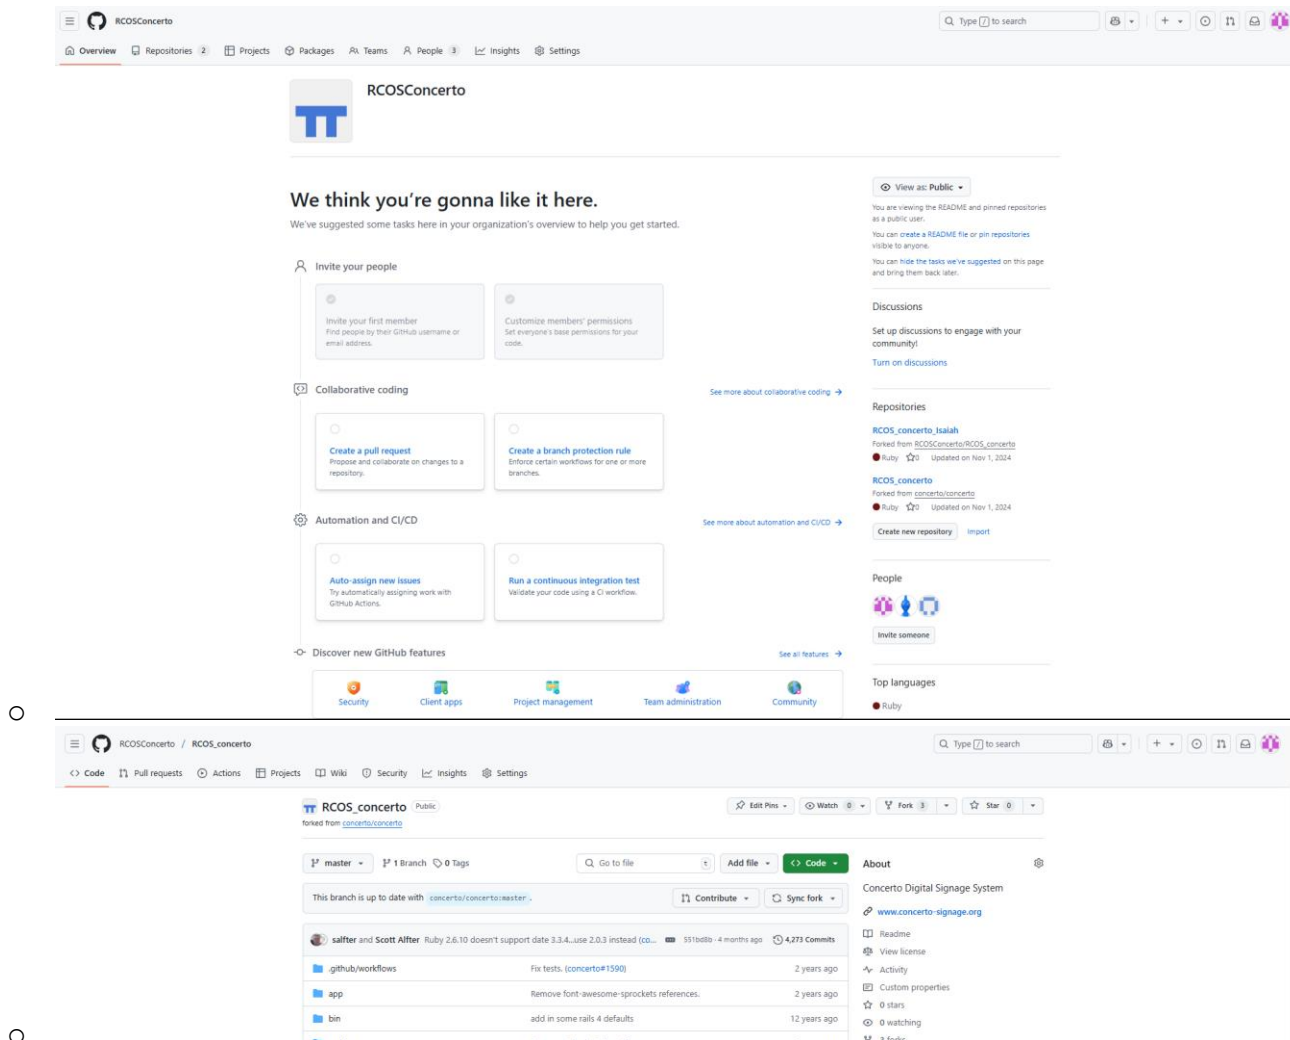 RCOSConcerto
Type / to search
Overview Repositories 2 Projects Packages Teams People 3 Insights Settings
RCOSConcerto
We think you're gonna like it here.
We've suggested some tasks here in your organization's overview to help you get started.
View as: Public
You are viewing the README and pinned repositories
as a public user.
You can create a README file or pin repositories
visible to anyone.
You can hide the tasks we've suggested on this page
and bring them back later.
Invite your people
Invite your first member
Find people by their GitHub username or
email address.
Customize members' permissions
Set everyone's base permissions for your
code.
Discussions
Set up discussions to engage with your
community!
Turn on discussions
Collaborative coding
See more about collaborative coding →
Create a pull request
Propose and collaborate on changes to a
repository.
Create a branch protection rule
Enforce certain workflows for one or more
branches.
Repositories
RCOS_concerto_Isaiah
Forked from RCOSConcerto/RCOS_concerto
Ruby 0 Updated on Nov 1, 2024
RCOS_concerto
Forked from concerto/concerto
Ruby 0 Updated on Nov 1, 2024
Create new repository Import
Automation and CI/CD
See more about automation and CI/CD →
Auto-assign new issues
Try automatically assigning work with
GitHub Actions.
Run a continuous integration test
Validate your code using a CI workflow.
People
Invite someone
Discover new GitHub features
See all features →
Security Client apps Project management Team administration Community
Top languages
Ruby
RCOSConcerto / RCOS_concerto
Type / to search
Code Pull requests Actions Projects Wiki Security Insights Settings
RCOS_concerto Public
forked from concerto/concerto
Edit Pins Watch 0 Fork 3 Star 0
master 1 Branch 0 Tags
Go to file t Add file Code
This branch is up to date with concerto/concerto:master .
Contribute Sync fork
salfter and Scott Alfter Ruby 2.6.10 doesn't support date 3.3.4...use 2.0.3 instead (co... 551bd8b · 4 months ago 4,273 Commits
.github/workflows Fix tests. (concerto#1590) 2 years ago
app Remove font-awesome-sprockets references. 2 years ago
bin add in some rails 4 defaults 12 years ago
About
Concerto Digital Signage System
www.concerto-signage.org
Readme
View license
Activity
Custom properties
0 stars
0 watching
3 forks